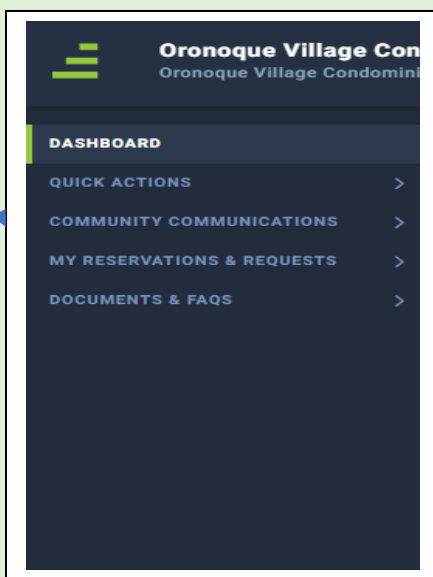 Oronoque Village Con
Oronoque Village Condomini
DASHBOARD
QUICK ACTIONS
COMMUNITY COMMUNICATIONS
MY RESERVATIONS & REQUESTS
DOCUMENTS & FAQS